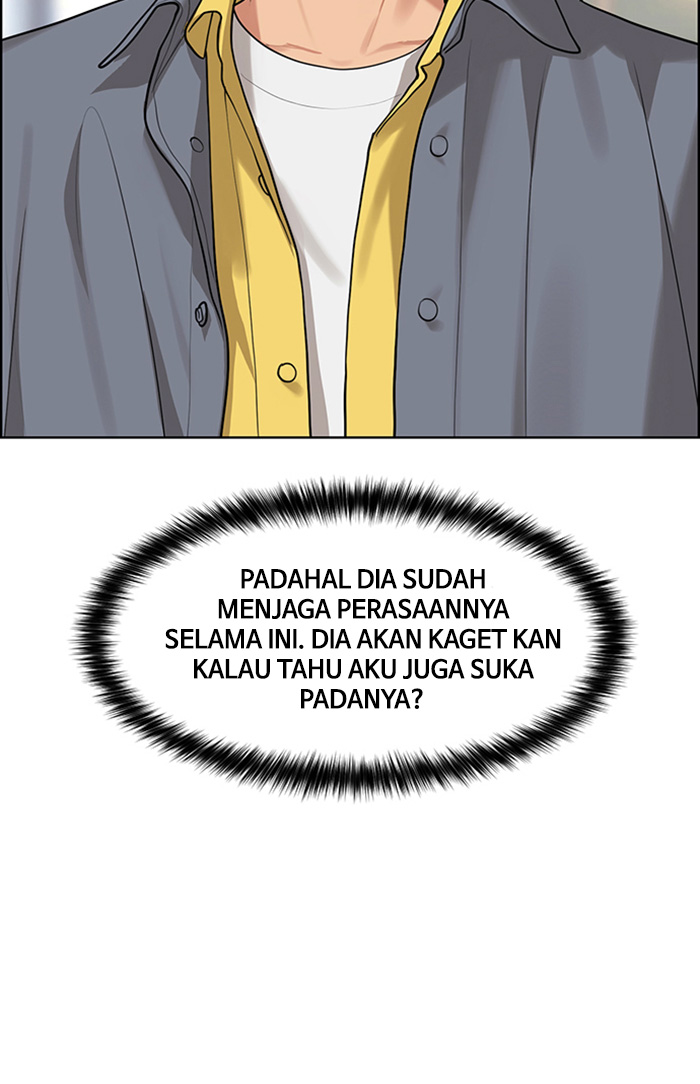 PADAHAL DIA SUDAH
MENJAGA PERASAANNYA
SELAMA INI. DIA AKAN KAGET KAN
KALAU TAHU AKU JUGA SUKA
PADANYA?